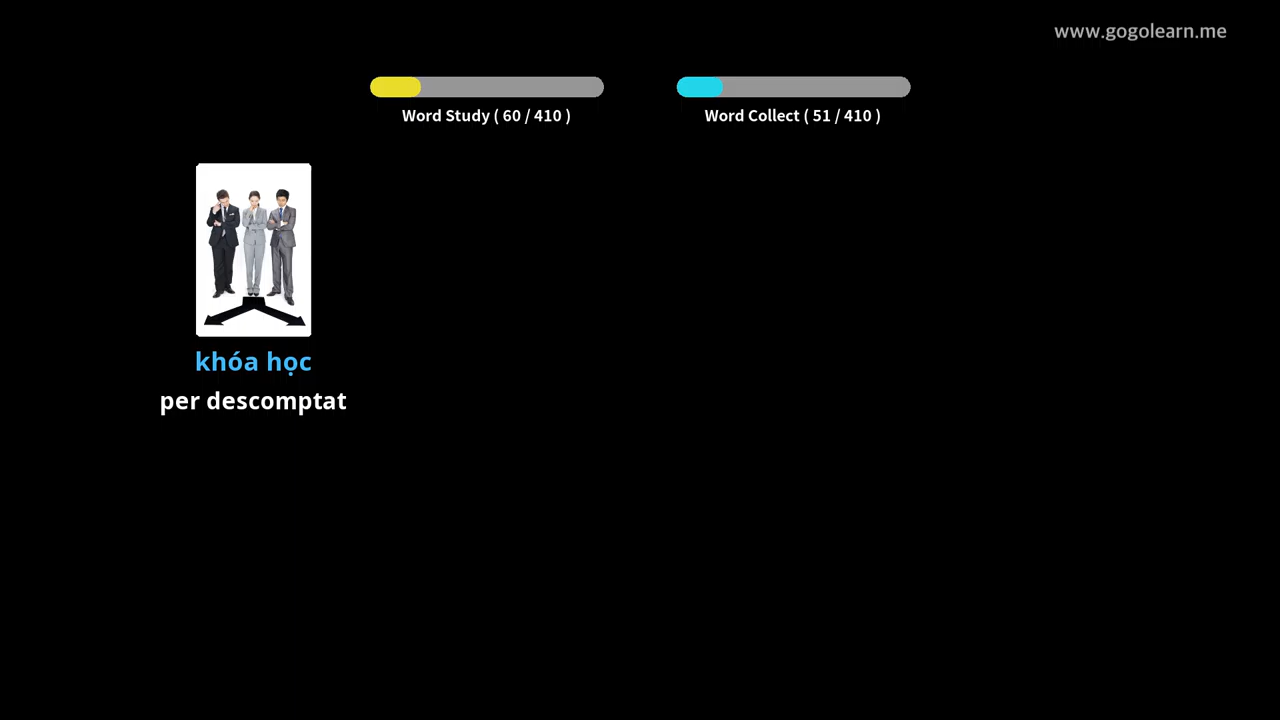 www.gogolearn.me
Word Study ( 60 / 410 )
Word Collect ( 51 / 410 )
khóa học
per descomptat